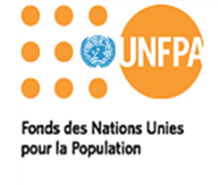 UNFPA
Fonds des Nations Unies
pour la Population